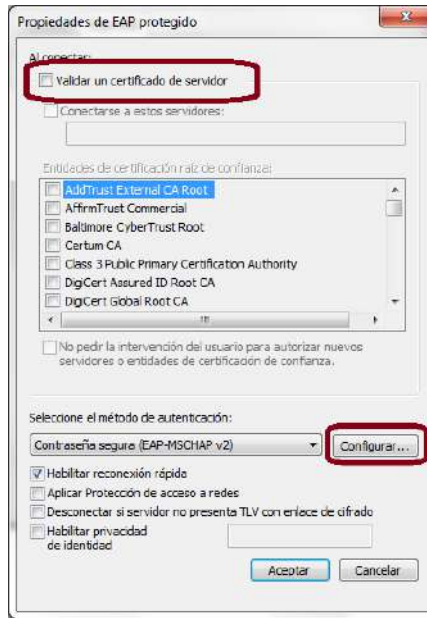 Propiedades de EAP protegido
Al conectar:
Validar un certificado de servidor
Conectarse a estos servidores:
Entidades de certificación raíz de confianza:
AddTrust External CA Root
AffirmTrust Commercial
Baltimore CyberTrust Root
Certum CA
Class 3 Public Primary Certification Authority
DigiCert Assured ID Root CA
DigiCert Global Root CA
No pedir la intervención del usuario para autorizar nuevos
servidores o entidades de certificación de confianza.
Seleccione el método de autenticación:
Contraseña segura (EAP-MSCHAP v2)
Configurar...
Habilitar reconexión rápida
Aplicar Protección de acceso a redes
Desconectar si servidor no presenta TLV con enlace de cifrado
Habilitar privacidad
de identidad
Aceptar
Cancelar